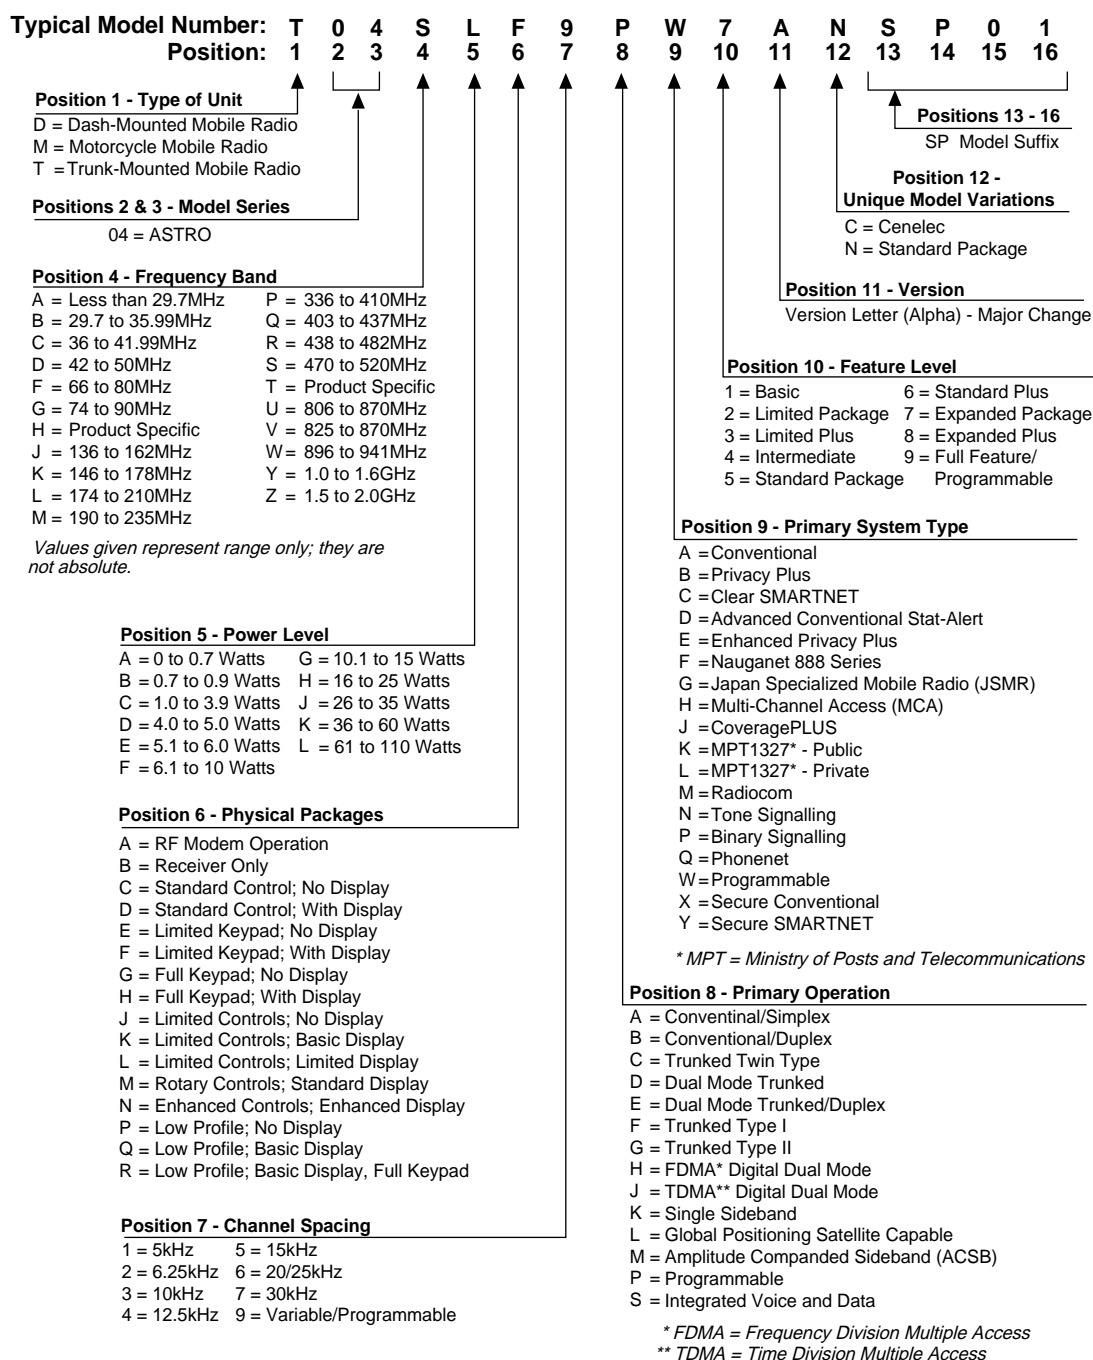 Typical Model Number: T 0 4 S L F 9 P W 7 A N S P 0 1
Position: 1 2 3 4 5 6 7 8 9 10 11 12 13 14 15 16
Position 1 - Type of Unit
D = Dash-Mounted Mobile Radio
M = Motorcycle Mobile Radio
T =Trunk-Mounted Mobile Radio
Positions 2 & 3 - Model Series
04 = ASTRO
Position 4 - Frequency Band
A = Less than 29.7MHz
B = 29.7 to 35.99MHz
C = 36 to 41.99MHz
D = 42 to 50MHz
F = 66 to 80MHz
G = 74 to 90MHz
H = Product Specific
J = 136 to 162MHz
K = 146 to 178MHz
L = 174 to 210MHz
M = 190 to 235MHz
P = 336 to 410MHz
Q = 403 to 437MHz
R = 438 to 482MHz
S = 470 to 520MHz
T = Product Specific
U = 806 to 870MHz
V = 825 to 870MHz
W= 896 to 941MHz
Y = 1.0 to 1.6GHz
Z = 1.5 to 2.0GHz
Values given represent range only; they are
not absolute.
Position 5 - Power Level
A = 0 to 0.7 Watts
B = 0.7 to 0.9 Watts
C = 1.0 to 3.9 Watts
D = 4.0 to 5.0 Watts
E = 5.1 to 6.0 Watts
F = 6.1 to 10 Watts
G = 10.1 to 15 Watts
H = 16 to 25 Watts
J = 26 to 35 Watts
K = 36 to 60 Watts
L = 61 to 110 Watts
Position 6 - Physical Packages
A = RF Modem Operation
B = Receiver Only
C = Standard Control; No Display
D = Standard Control; With Display
E = Limited Keypad; No Display
F = Limited Keypad; With Display
G = Full Keypad; No Display
H = Full Keypad; With Display
J = Limited Controls; No Display
K = Limited Controls; Basic Display
L = Limited Controls; Limited Display
M = Rotary Controls; Standard Display
N = Enhanced Controls; Enhanced Display
P = Low Profile; No Display
Q = Low Profile; Basic Display
R = Low Profile; Basic Display, Full Keypad
Position 7 - Channel Spacing
1 = 5kHz
2 = 6.25kHz
3 = 10kHz
4 = 12.5kHz
5 = 15kHz
6 = 20/25kHz
7 = 30kHz
9 = Variable/Programmable
Positions 13 - 16
SP Model Suffix
Position 12 -
Unique Model Variations
C = Cenelec
N = Standard Package
Position 11 - Version
Version Letter (Alpha) - Major Change
Position 10 - Feature Level
1 = Basic
2 = Limited Package
3 = Limited Plus
4 = Intermediate
5 = Standard Package
6 = Standard Plus
7 = Expanded Package
8 = Expanded Plus
9 = Full Feature/
Programmable
Position 9 - Primary System Type
A =Conventional
B =Privacy Plus
C =Clear SMARTNET
D =Advanced Conventional Stat-Alert
E =Enhanced Privacy Plus
F =Nauganet 888 Series
G =Japan Specialized Mobile Radio (JSMR)
H =Multi-Channel Access (MCA)
J =CoveragePLUS
K =MPT1327* - Public
L =MPT1327* - Private
M =Radiocom
N =Tone Signalling
P =Binary Signalling
Q =Phonenet
W=Programmable
X =Secure Conventional
Y =Secure SMARTNET
* MPT = Ministry of Posts and Telecommunications
Position 8 - Primary Operation
A = Conventinal/Simplex
B = Conventional/Duplex
C = Trunked Twin Type
D = Dual Mode Trunked
E = Dual Mode Trunked/Duplex
F = Trunked Type I
G = Trunked Type II
H = FDMA* Digital Dual Mode
J = TDMA** Digital Dual Mode
K = Single Sideband
L = Global Positioning Satellite Capable
M = Amplitude Companded Sideband (ACSB)
P = Programmable
S = Integrated Voice and Data
* FDMA = Frequency Division Multiple Access
** TDMA = Time Division Multiple Access